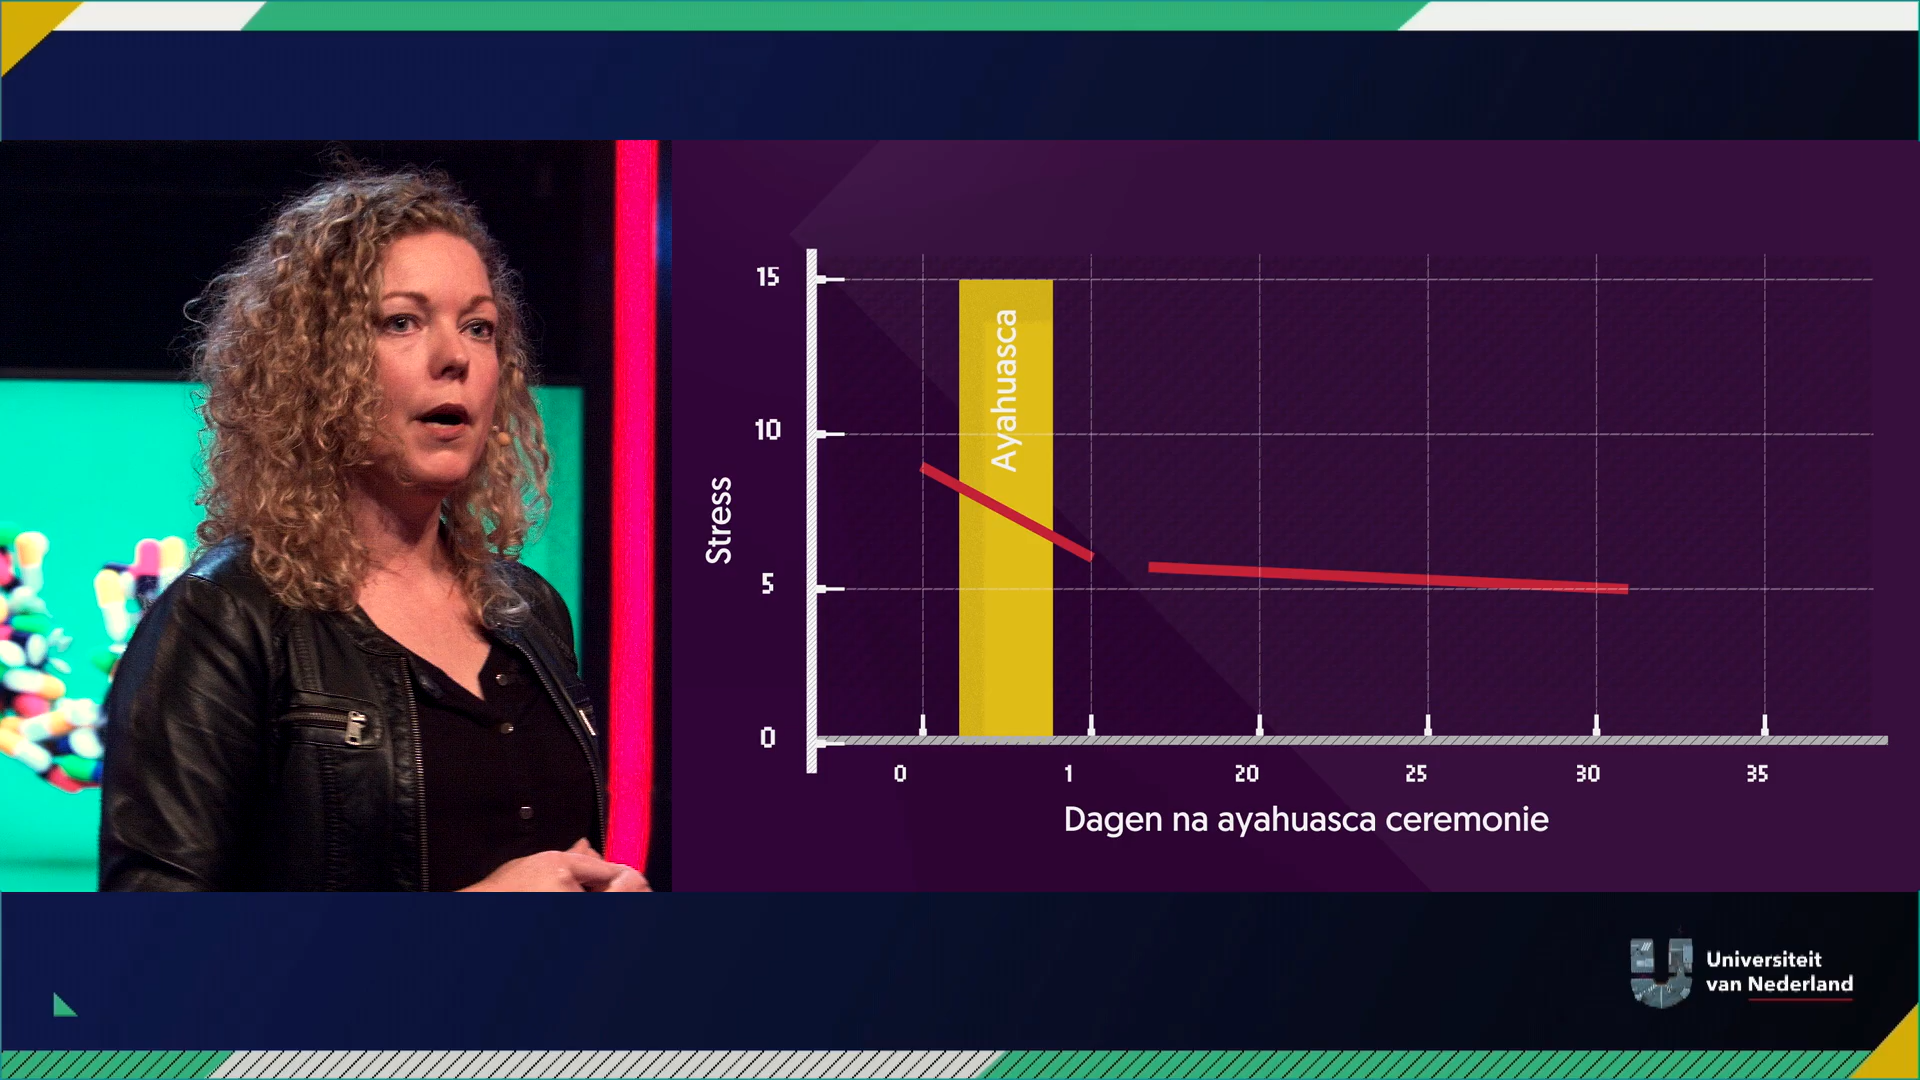 15
10
5
0
Stress
Ayahuasca
0 1 20 25 30 35
Dagen na ayahuasca ceremonie
Universiteit
van Nederland